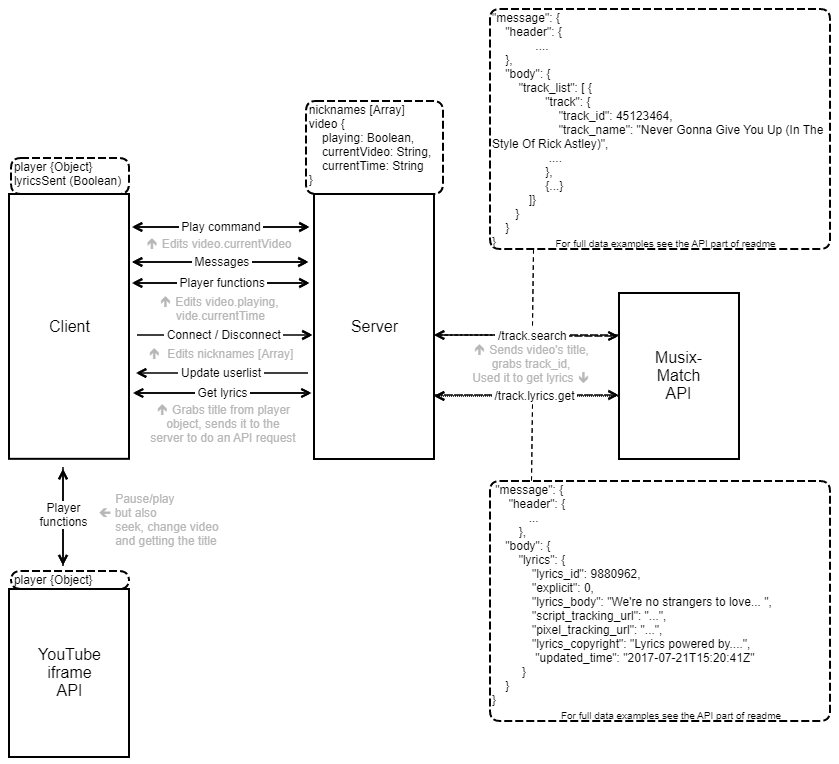 "message": {
"header": {
....
},
"body": {
"track_list": [ {
"track": {
"track_id": 45123464,
"track_name": "Never Gonna Give You Up (In The
Style Of Rick Astley)",
....
},
{...}
]}
}
}
}
For full data examples see the API part of readme
nicknames [Array]
video {
playing: Boolean,
currentVideo: String,
currentTime: String
}
player {Object}
lyricsSent (Boolean)
Client
Play command
Edits video.currentVideo
Messages
Player functions
Edits video.playing,
vide.currentTime
Connect / Disconnect
Edits nicknames [Array]
Update userlist
Get lyrics
Grabs title from player
object, sends it to the
server to do an API request
Server
/track.search
Sends video's title,
grabs track_id,
Used it to get lyrics
/track.lyrics.get
Musix-
Match
API
Player
functions
Pause/play
but also
seek, change video
and getting the title
player {Object}
YouTube
iframe
API
"message": {
"header": {
...
},
"body": {
"lyrics": {
"lyrics_id": 9880962,
"explicit": 0,
"lyrics_body": "We're no strangers to love... ",
"script_tracking_url": "...",
"pixel_tracking_url": "...",
"lyrics_copyright": "Lyrics powered by....",
"updated_time": "2017-07-21T15:20:41Z"
}
}
}
For full data examples see the API part of readme